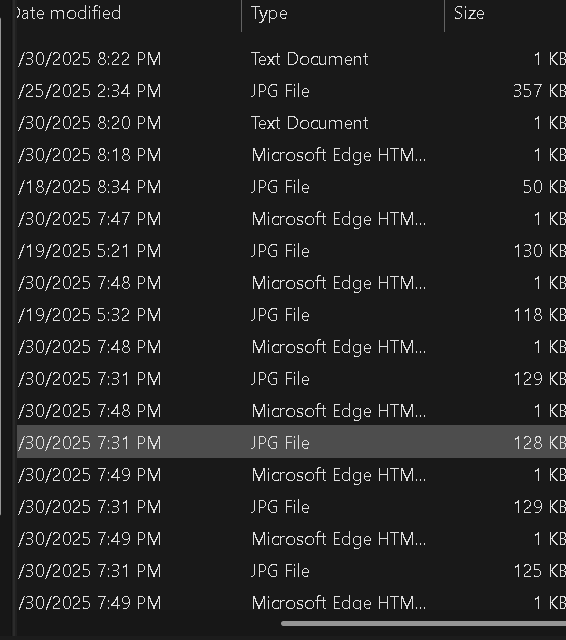 Date modified Type Size
/30/2025 8:22 PM Text Document 1 KB
/25/2025 2:34 PM JPG File 357 KB
/30/2025 8:20 PM Text Document 1 KB
/30/2025 8:18 PM Microsoft Edge HTM... 1 KB
/18/2025 8:34 PM JPG File 50 KB
/30/2025 7:47 PM Microsoft Edge HTM... 1 KB
/19/2025 5:21 PM JPG File 130 KB
/30/2025 7:48 PM Microsoft Edge HTM... 1 KB
/19/2025 5:32 PM JPG File 118 KB
/30/2025 7:48 PM Microsoft Edge HTM... 1 KB
/30/2025 7:31 PM JPG File 129 KB
/30/2025 7:48 PM Microsoft Edge HTM... 1 KB
/30/2025 7:31 PM JPG File 128 KB
/30/2025 7:49 PM Microsoft Edge HTM... 1 KB
/30/2025 7:31 PM JPG File 129 KB
/30/2025 7:49 PM Microsoft Edge HTM... 1 KB
/30/2025 7:31 PM JPG File 125 KB
/30/2025 7:49 PM Microsoft Edge HTM... 1 KB